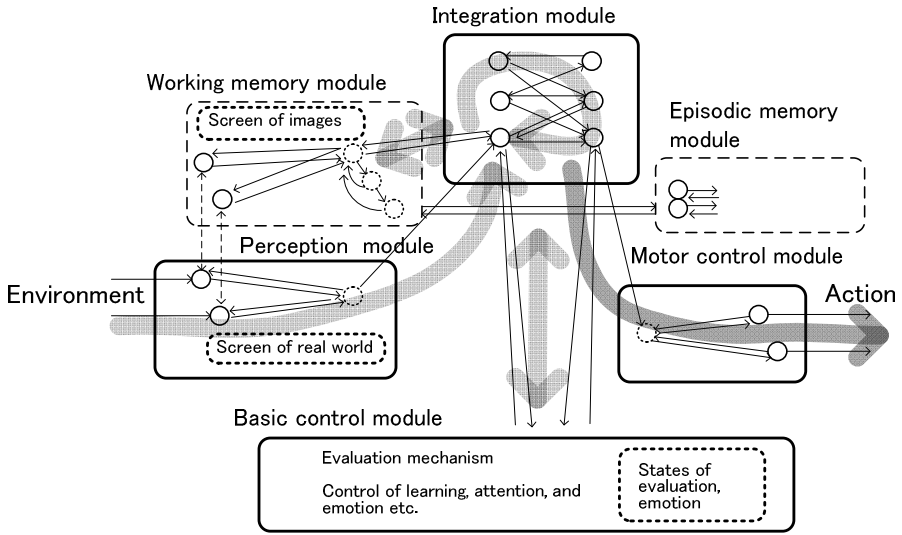 Integration module
Working memory module
Screen of images
Episodic memory
module
Perception module
Motor control module
Environment
Action
Screen of real world
Basic control module
Evaluation mechanism
Control of learning, attention, and
emotion etc.
States of
evaluation,
emotion